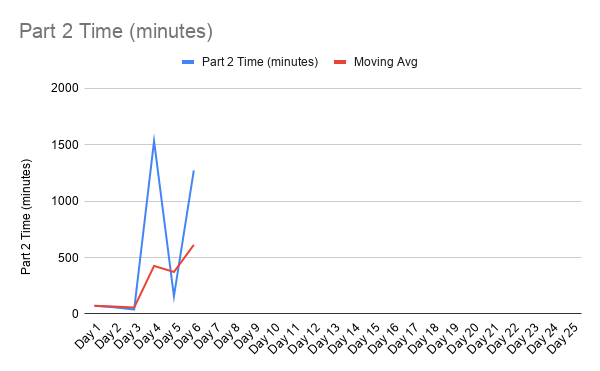 Part 2 Time (minutes)
Part 2 Time (minutes) Moving Avg
Part 2 Time (minutes)
2000
1500
1000
500
0
Day 1 Day 2 Day 3 Day 4 Day 5 Day 6 Day 7 Day 8 Day 9 Day 10 Day 11 Day 12 Day 13 Day 14 Day 15 Day 16 Day 17 Day 18 Day 19 Day 20 Day 21 Day 22 Day 23 Day 24 Day 25